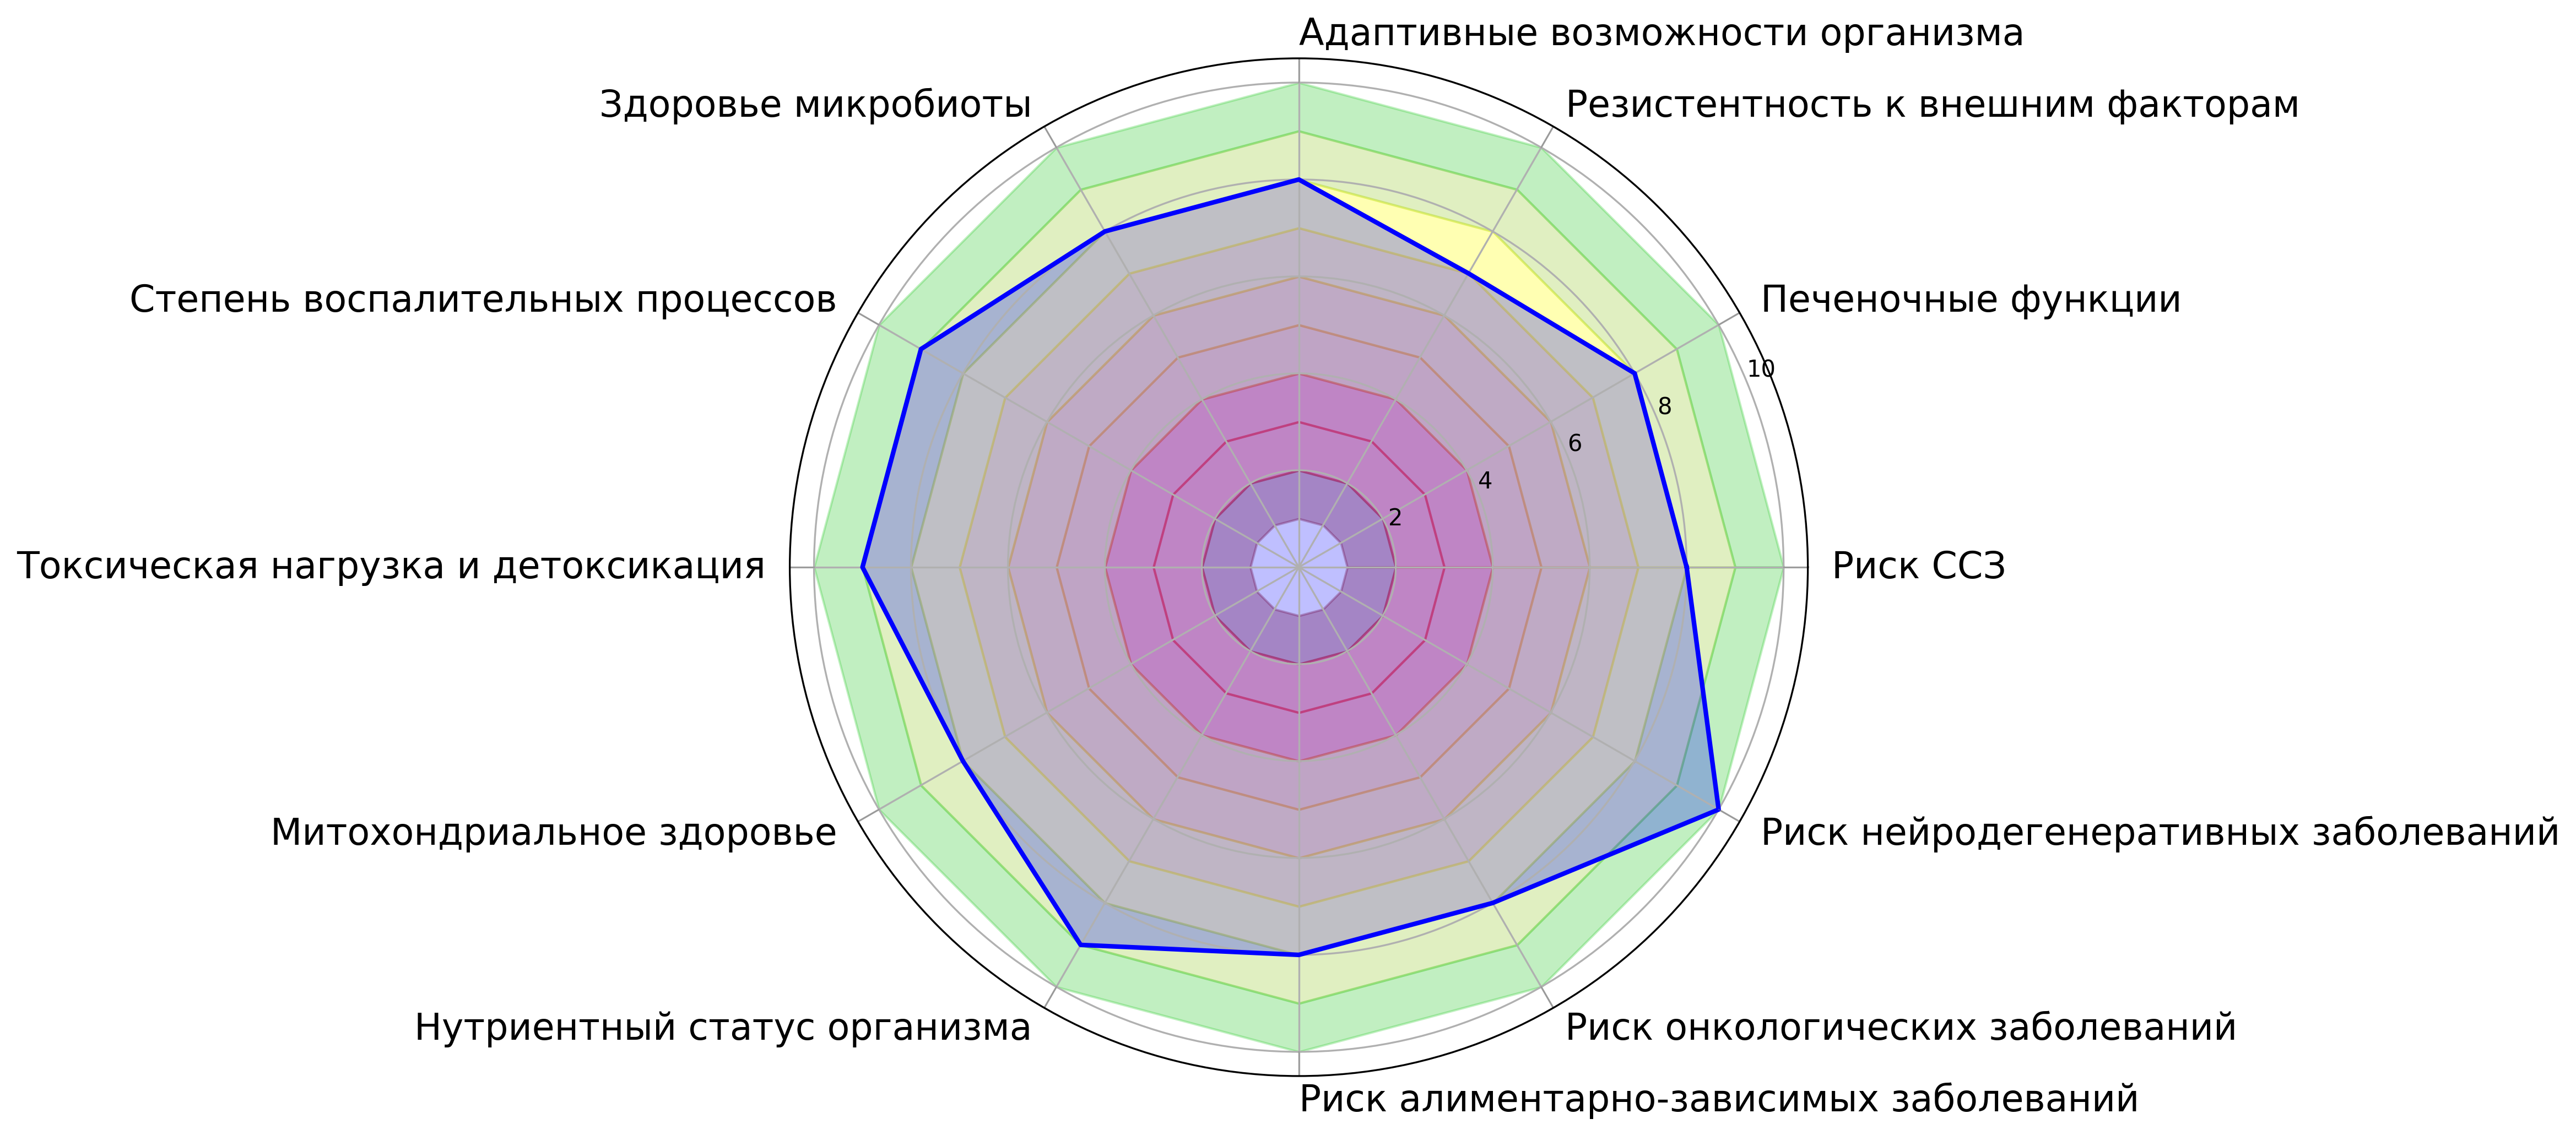 Адаптивные возможности организма
Здоровье микробиоты
Резистентность к внешним факторам
Степень воспалительных процессов
Печеночные функции
10
8
6
4
2
Токсическая нагрузка и детоксикация
Риск ССЗ
Митохондриальное здоровье
Риск нейродегенеративных заболеваний
Нутриентный статус организма
Риск онкологических заболеваний
Риск алиментарно-зависимых заболеваний